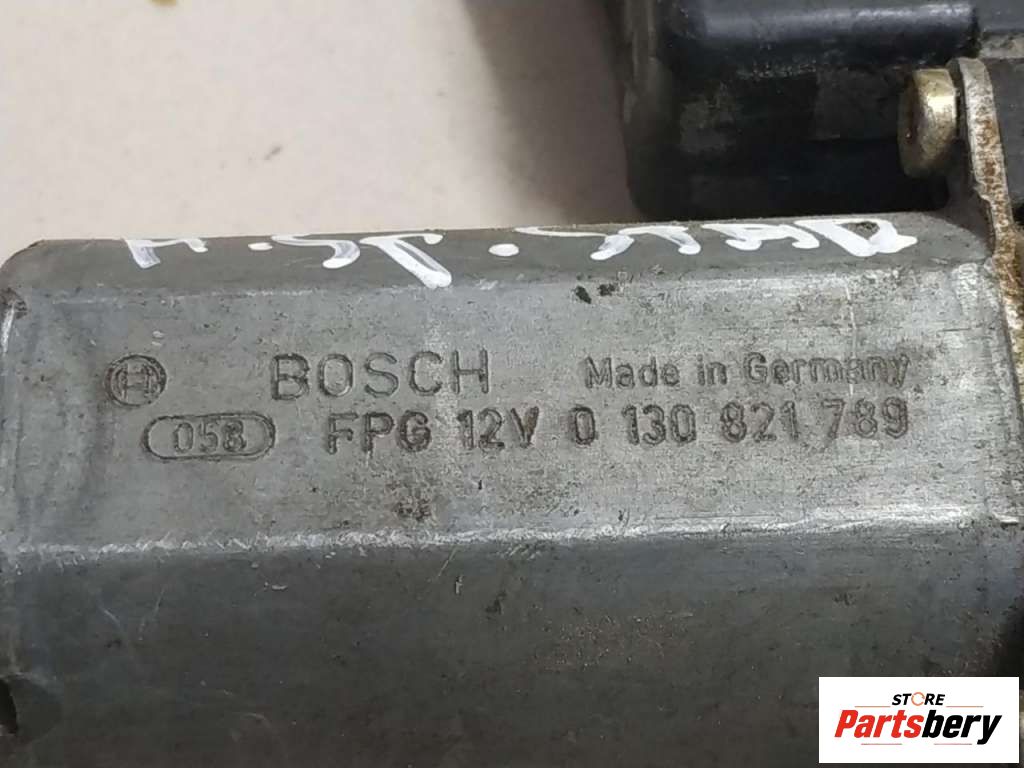 BOSCH Made in Germany
058 FPG 12V 0 130 821 789
STORE
Partsbery